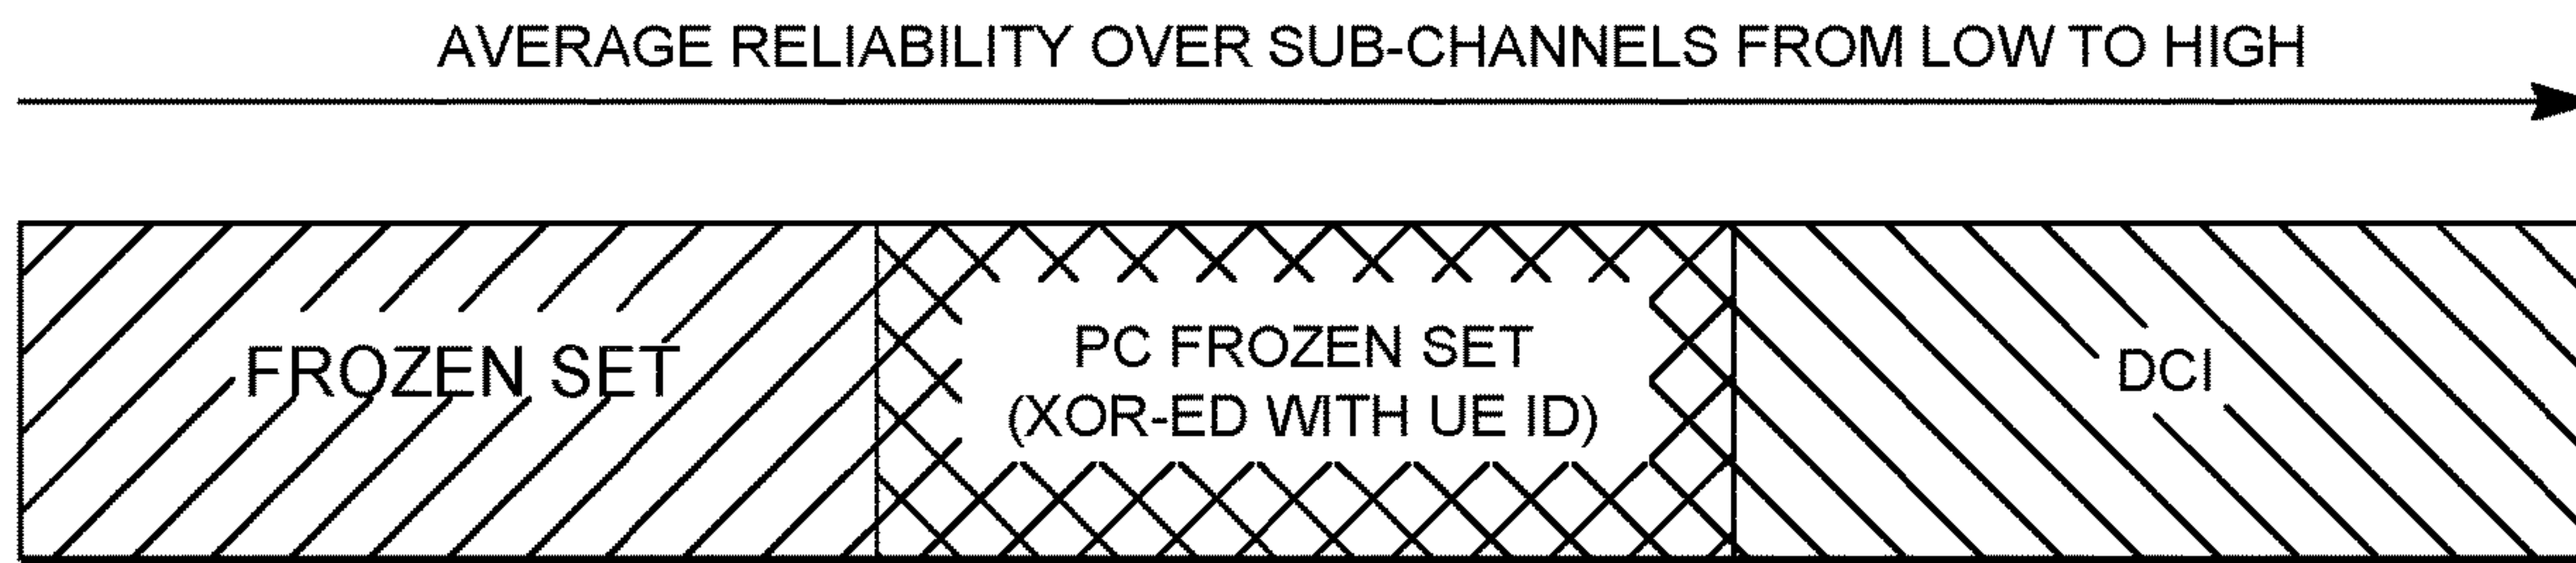 AVERAGE RELIABILITY OVER SUB-CHANNELS FROM LOW TO HIGH
FROZEN SET
PC FROZEN SET
(XOR-ED WITH UE ID)
DCI